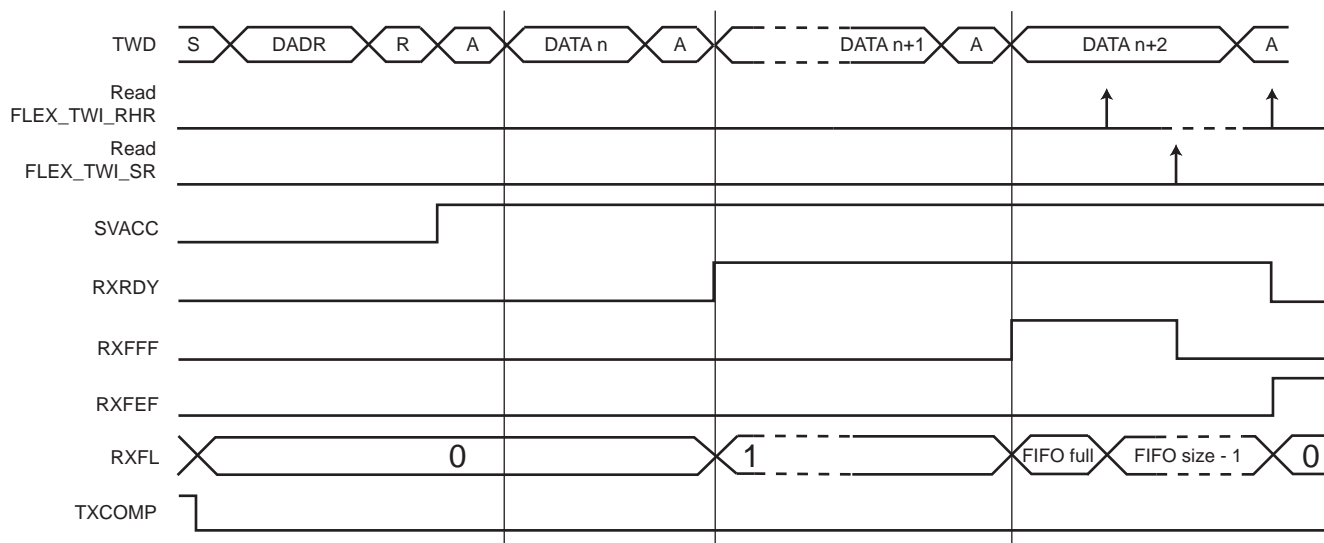 TWD S DADR R A DATA n A DATA n+1 A DATA n+2 A
Read
FLEX_TWI_RHR
Read
FLEX_TWI_SR
SVACC
RXRDY
RXFFF
RXFEF
RXFL 0 1 FIFO full FIFO size - 1 0
TXCOMP